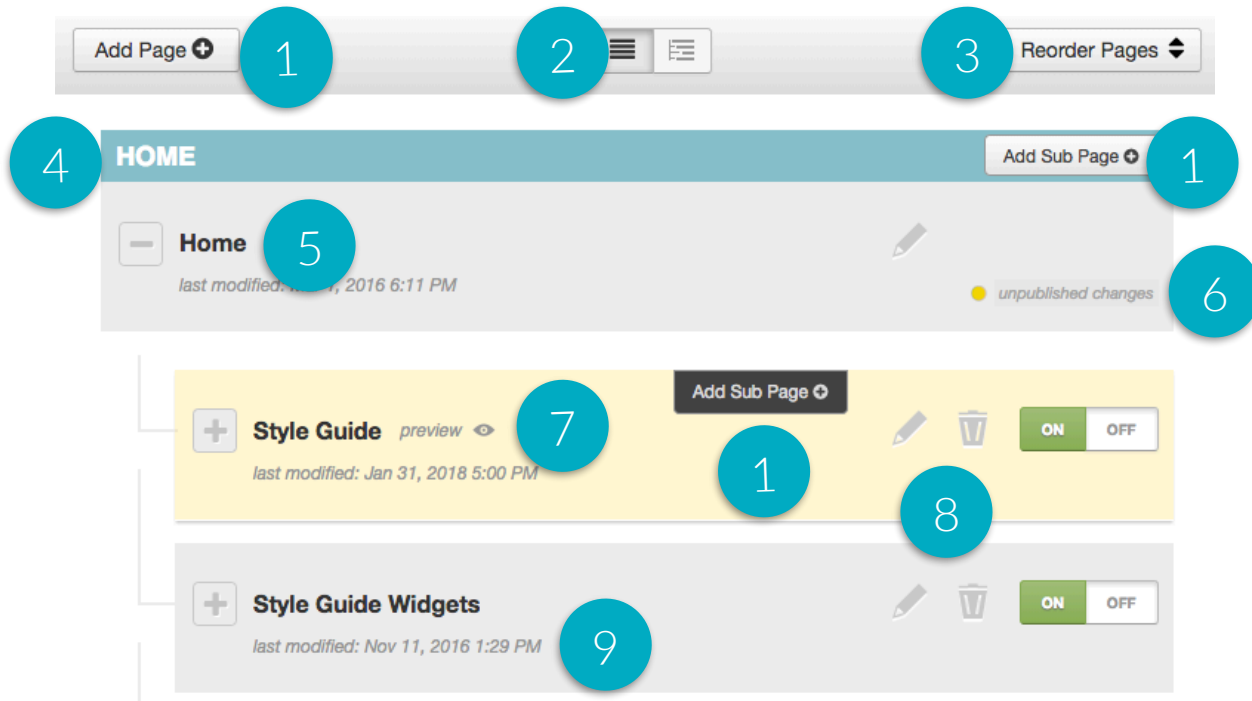 Add Page 1 2 3 Reorder Pages
4 HOME Add Sub Page 1
Home 5
last modified: , 2016 6:11 PM
unpublished changes 6
Add Sub Page
Style Guide preview 7 ON OFF
last modified: Jan 31, 2018 5:00 PM 1
8
Style Guide Widgets ON OFF
last modified: Nov 11, 2016 1:29 PM 9